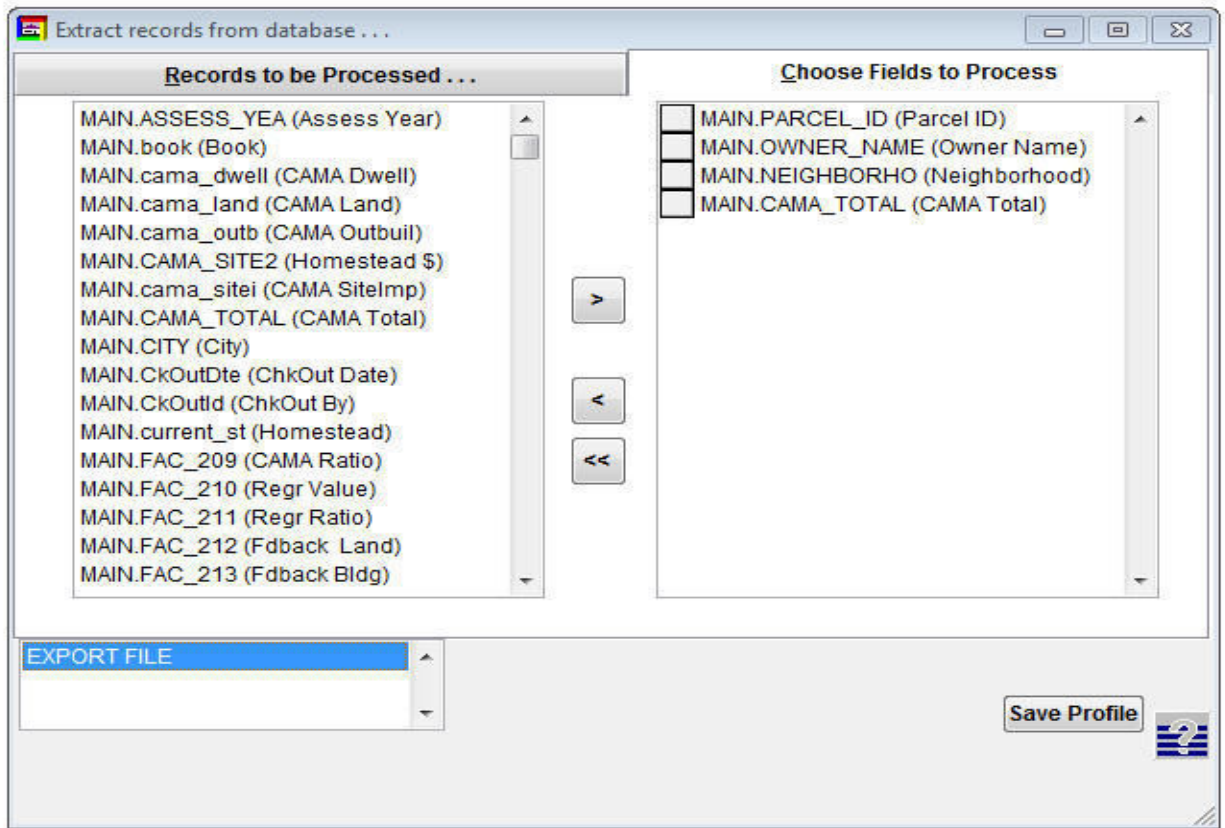 Extract records from database . . .
Records to be Processed . . .
Choose Fields to Process
MAIN.ASSESS_YEA (Assess Year)
MAIN.book (Book)
MAIN.cama_dwell (CAMA Dwell)
MAIN.cama_land (CAMA Land)
MAIN.cama_outb (CAMA Outbuil)
MAIN.CAMA_SITE2 (Homestead $)
MAIN.cama_sitei (CAMA SiteImp)
MAIN.CAMA_TOTAL (CAMA Total)
MAIN.CITY (City)
MAIN.CkOutDte (ChkOut Date)
MAIN.CkOutId (ChkOut By)
MAIN.current_st (Homestead)
MAIN.FAC_209 (CAMA Ratio)
MAIN.FAC_210 (Regr Value)
MAIN.FAC_211 (Regr Ratio)
MAIN.FAC_212 (Fdback  Land)
MAIN.FAC_213 (Fdback Bldg)
>
<
<<
MAIN.PARCEL_ID (Parcel ID)
MAIN.OWNER_NAME (Owner Name)
MAIN.NEIGHBORHO (Neighborhood)
MAIN.CAMA_TOTAL (CAMA Total)
EXPORT FILE
Save Profile
?